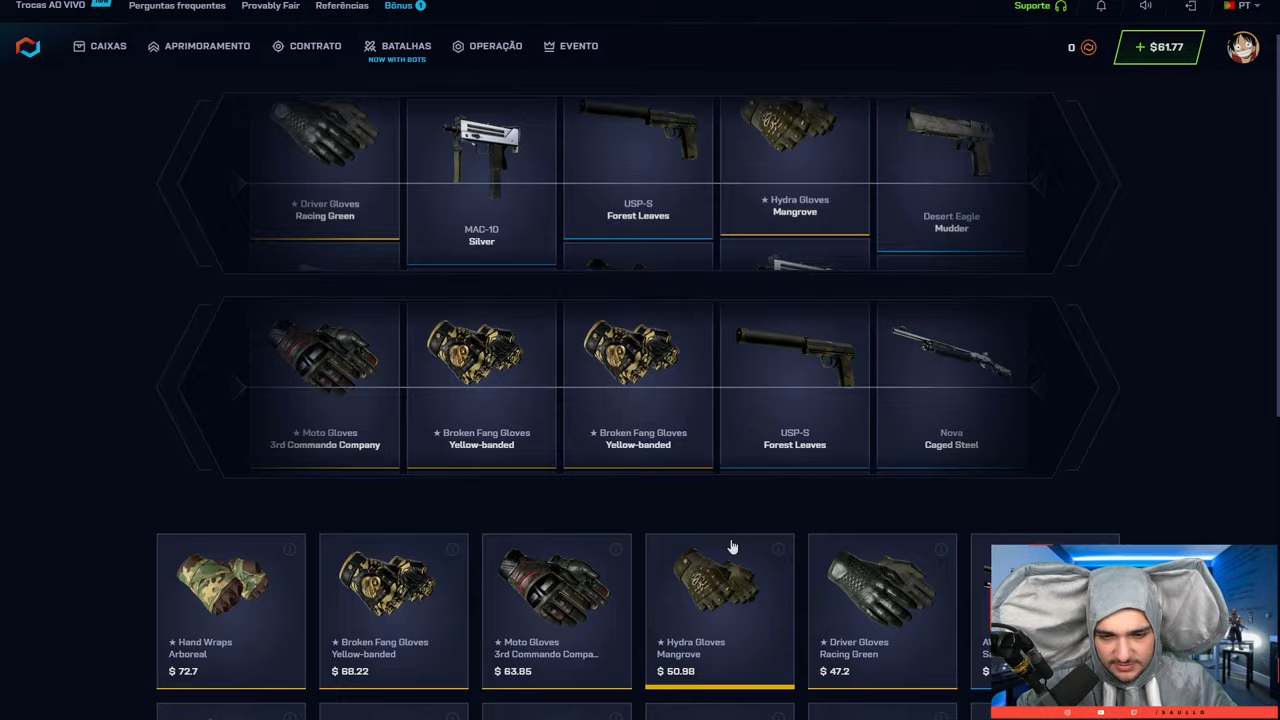 Trocas AO VIVO
Perguntas frequentes
Provably Fair
Referências
Bônus 1
Suporte
PT
CAIXAS
APRIMORAMENTO
CONTRATO
BATALHAS
NOW WITH BOTS
OPERAÇÃO
EVENTO
0
+ $61.77
★ Driver Gloves
Racing Green
MAC-10
Silver
USP-S
Forest Leaves
★ Hydra Gloves
Mangrove
Desert Eagle
Mudder
★ Moto Gloves
3rd Commando Company
★ Broken Fang Gloves
Yellow-banded
★ Broken Fang Gloves
Yellow-banded
USP-S
Forest Leaves
Nova
Caged Steel
★ Hand Wraps
Arboreal
$ 72.7
★ Broken Fang Gloves
Yellow-banded
$ 68.22
★ Moto Gloves
3rd Commando Compa...
$ 63.85
★ Hydra Gloves
Mangrove
$ 50.98
★ Driver Gloves
Racing Green
$ 47.2
/SAULLO